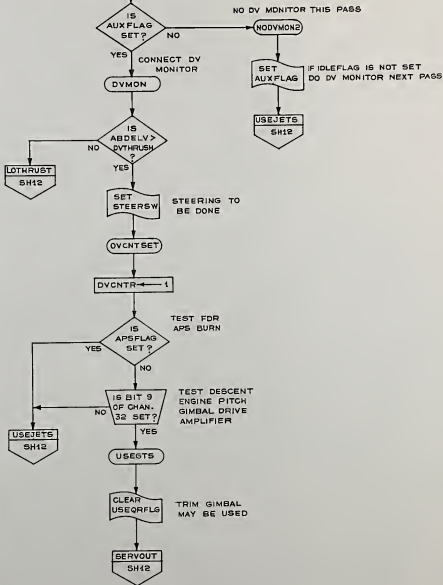 NO DV MONITOR THIS PASS
IS
AUXFLAG
SET?
NO
NODVMON2
YES
CONNECT DV
MONITOR
SET
AUXFLAG
IF IDLEFLAG IS NOT SET
DO DV MONITOR NEXT PASS
DVMON
USEJETS
SH12
IS
ABDELV>
DVTHRUSH
?
NO
YES
LOTHRUST
SH12
SET
STEERSW
STEERING TO
BE DONE
DVCNTSET
DVCNTR ← 1
TEST FOR
APS BURN
IS
APSFLAG
SET?
YES
NO
IS BIT 9
OF CHAN.
32 SET?
TEST DESCENT
ENGINE PITCH
GIMBAL DRIVE
AMPLIFIER
NO
YES
USEJETS
SH12
USEGTS
CLEAR
USEQRFLG
TRIM GIMBAL
MAY BE USED
SERVOUT
SH12